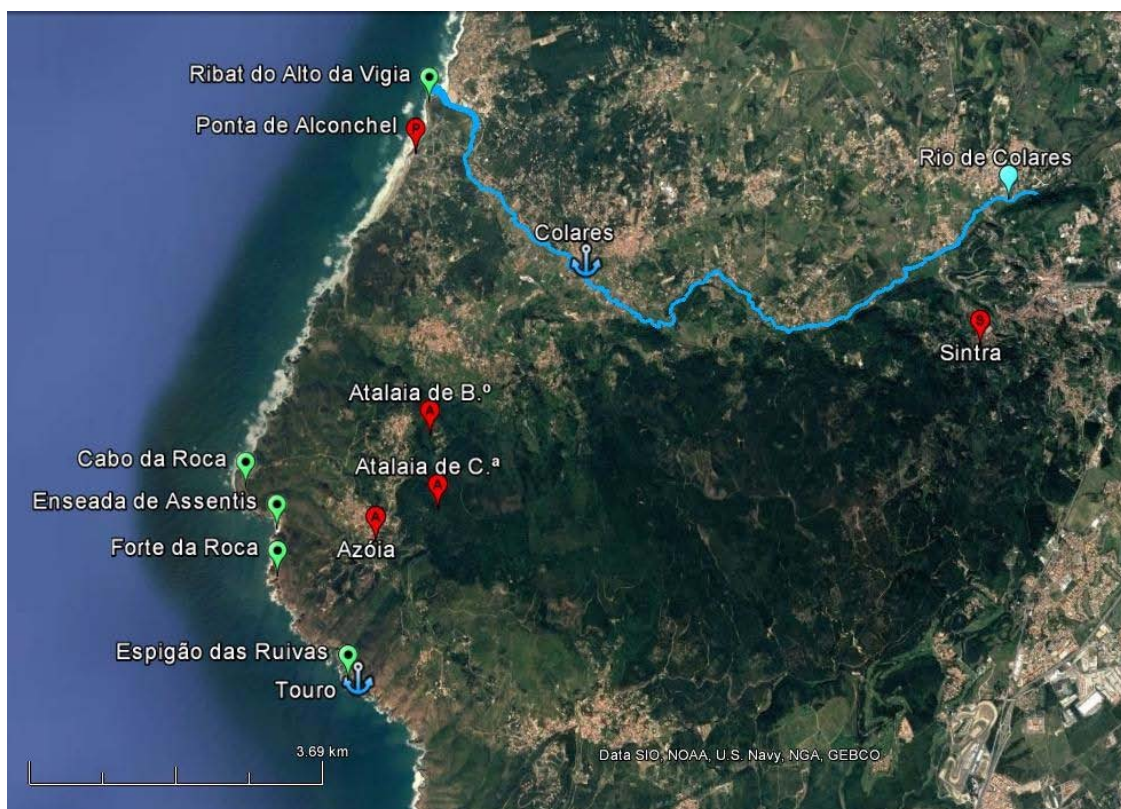 Ribat do Alto da Vigia
Ponta de Alconchel
P
Rio de Colares
Colares
S
Sintra
Atalaia de B.º
A
Atalaia de C.ª
A
Cabo da Roca
Enseada de Assentis
A
Azóia
Forte da Roca
Espigão das Ruivas
Touro
3.69 km
Data SIO, NOAA, U.S. Navy, NGA, GEBCO